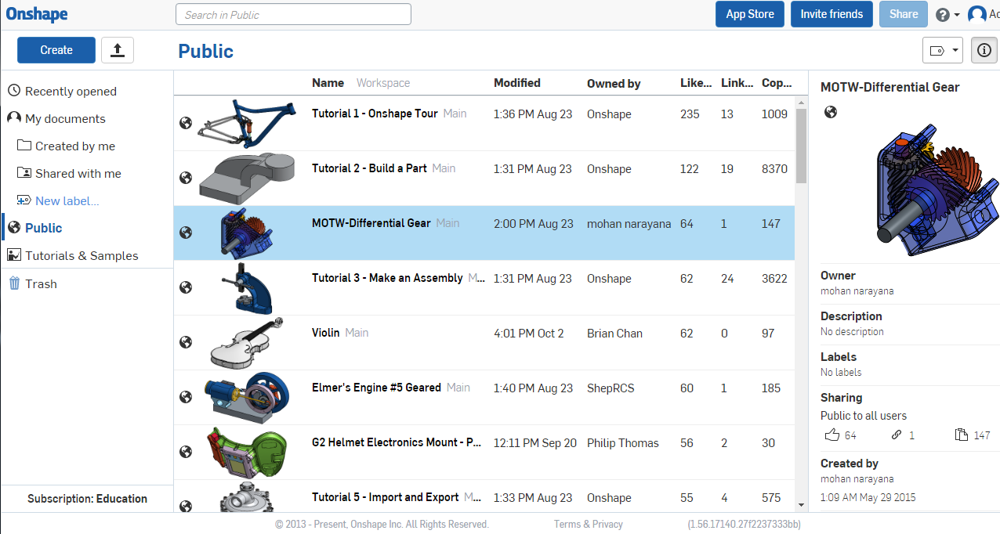 Onshape
Search in Public
App Store
Invite friends
Share
Create
Public
Recently opened
My documents
Created by me
Shared with me
New label...
Public
Tutorials & Samples
Trash
Subscription: Education
Name Workspace Modified Owned by Like... Link... Cop...
Tutorial 1 - Onshape Tour Main 1:36 PM Aug 23 Onshape 235 13 1009
Tutorial 2 - Build a Part Main 1:31 PM Aug 23 Onshape 122 19 8370
MOTW-Differential Gear Main 2:00 PM Aug 23 mohan narayana 64 1 147
Tutorial 3 - Make an Assembly M... 1:31 PM Aug 23 Onshape 62 24 3622
Violin Main 4:01 PM Oct 2 Brian Chan 62 0 97
Elmer's Engine #5 Geared Main 1:40 PM Aug 23 ShepRCS 60 1 185
G2 Helmet Electronics Mount - P... 12:11 PM Sep 20 Philip Thomas 56 2 30
Tutorial 5 - Import and Export M... 1:33 PM Aug 23 Onshape 55 4 575
MOTW-Differential Gear
Owner
mohan narayana
Description
No description
Labels
No labels
Sharing
Public to all users
64 1 147
Created by
mohan narayana
1:09 AM May 29 2015
© 2013 - Present, Onshape Inc. All Rights Reserved. Terms & Privacy (1.56.17140.27f2237333bb)